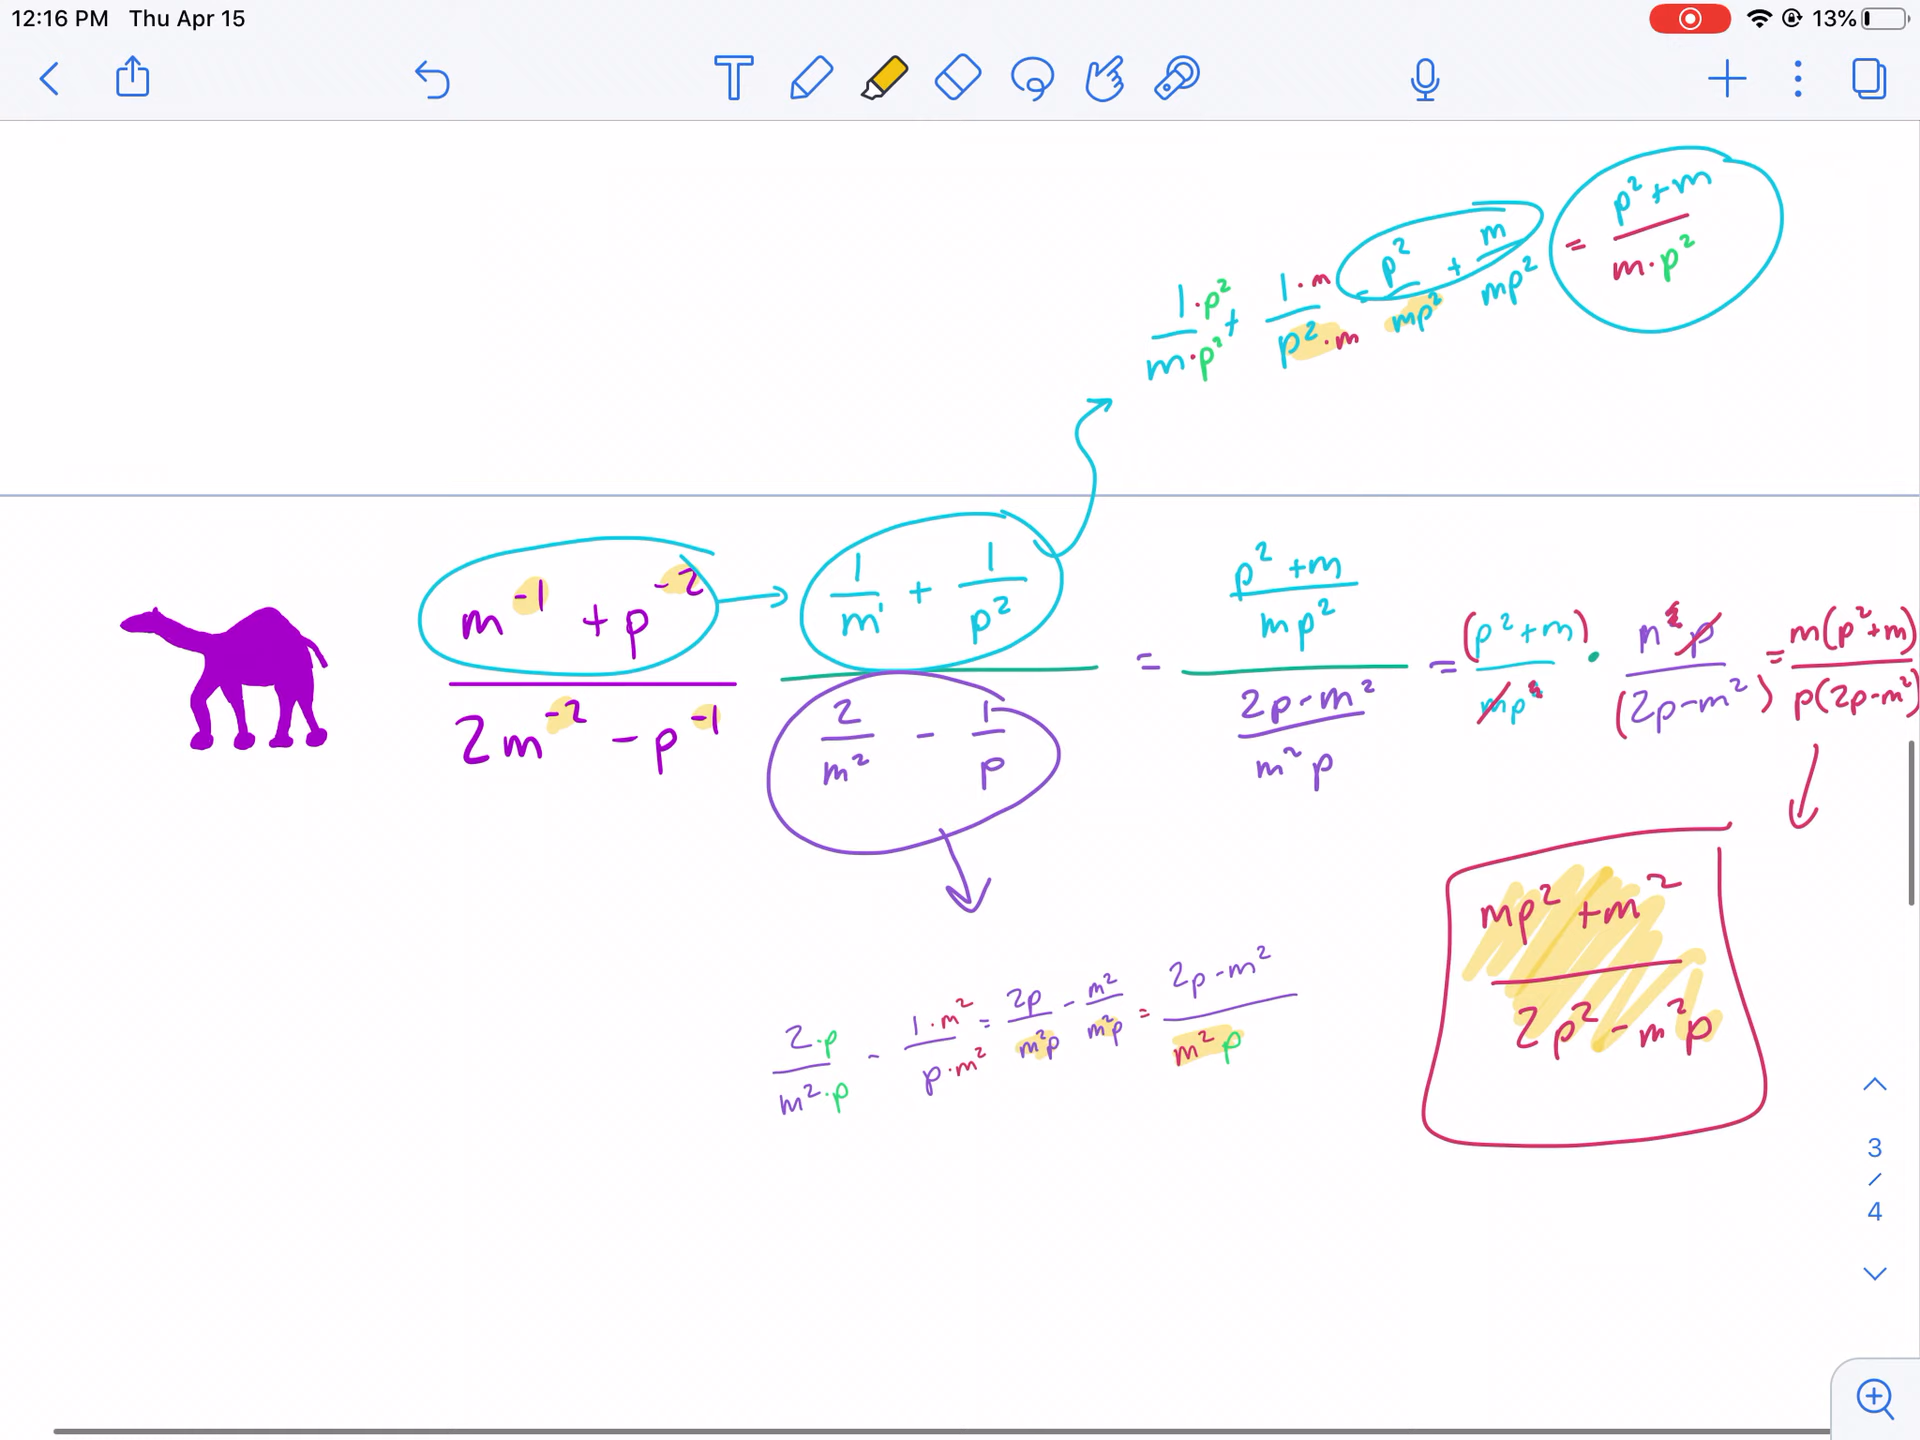 12:16 PM Thu Apr 15 13%
1·p²/m·p² + 1·m/p²·m = p²/mp² + m/mp² = p²+m/m·p²
m⁻¹ + p⁻² / 2m⁻² - p⁻¹ → 1/m¹ + 1/p² / 2/m² - 1/p = p²+m/mp² / 2p-m²/m²p = (p²+m)/mp² · m²p/(2p-m²) = m(p²+m)/p(2p-m²)
mp²+m² / 2p²-m²p
2·p/m²·p - 1·m²/p·m² = 2p/m²p - m²/m²p = 2p-m²/m²p
3
/
4